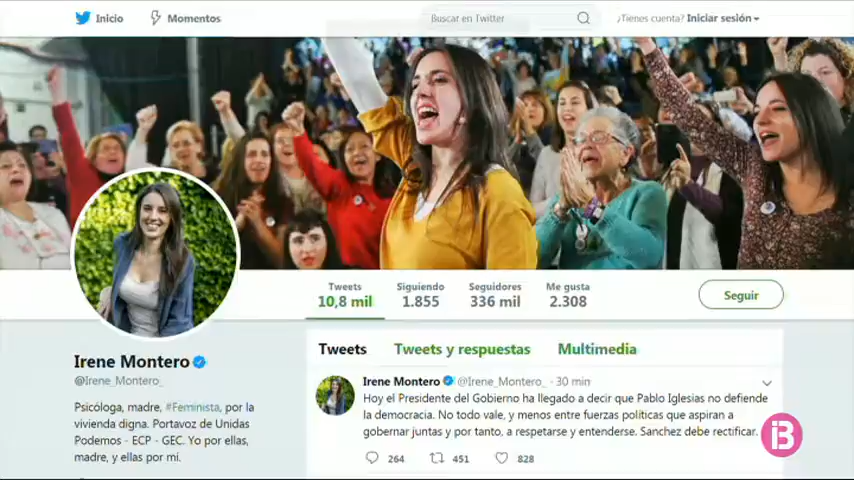 Inicio Momentos Buscar en Twitter ¿Tienes cuenta? Iniciar sesión
Tweets Siguiendo Seguidores Me gusta
10,8 mil 1.855 336 mil 2.308
Seguir
Irene Montero
@Irene_Montero_
Psicóloga, madre, #Feminista, por la
vivienda digna. Portavoz de Unidas
Podemos - ECP - GEC. Yo por ellas,
madre, y ellas por mí.
Tweets Tweets y respuestas Multimedia
Irene Montero @Irene_Montero_ · 30 min
Hoy el Presidente del Gobierno ha llegado a decir que Pablo Iglesias no defiende
la democracia. No todo vale, y menos entre fuerzas políticas que aspiran a
gobernar juntas y por tanto, a respetarse y entenderse. Sanchez debe rectificar.
264 451 828
iB